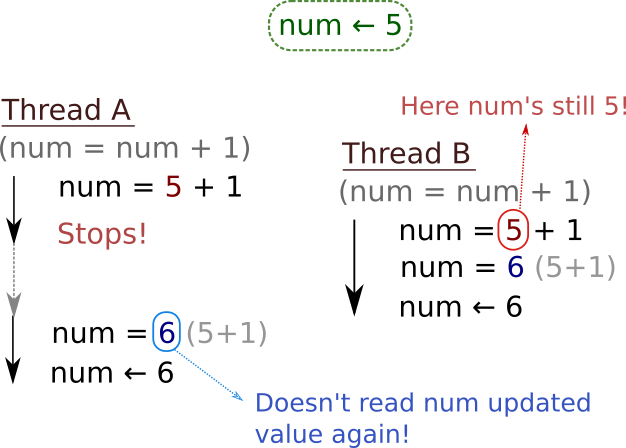 num ← 5
Thread A
(num = num + 1)
num = 5 + 1
Stops!
num = 6 (5+1)
num ← 6
Here num's still 5!
Thread B
(num = num + 1)
num = 5 + 1
num = 6 (5+1)
num ← 6
Doesn't read num updated
value again!